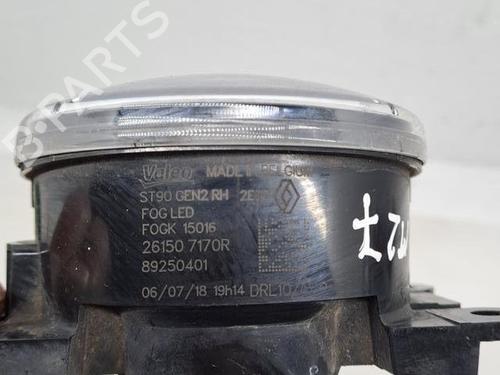 B-PARTS
Valeo MADE IN BELGIUM
ST90 GEN2 RH
FOG LED
FOGK 15016
26150 7170R
89250401
06/07/18 19h14